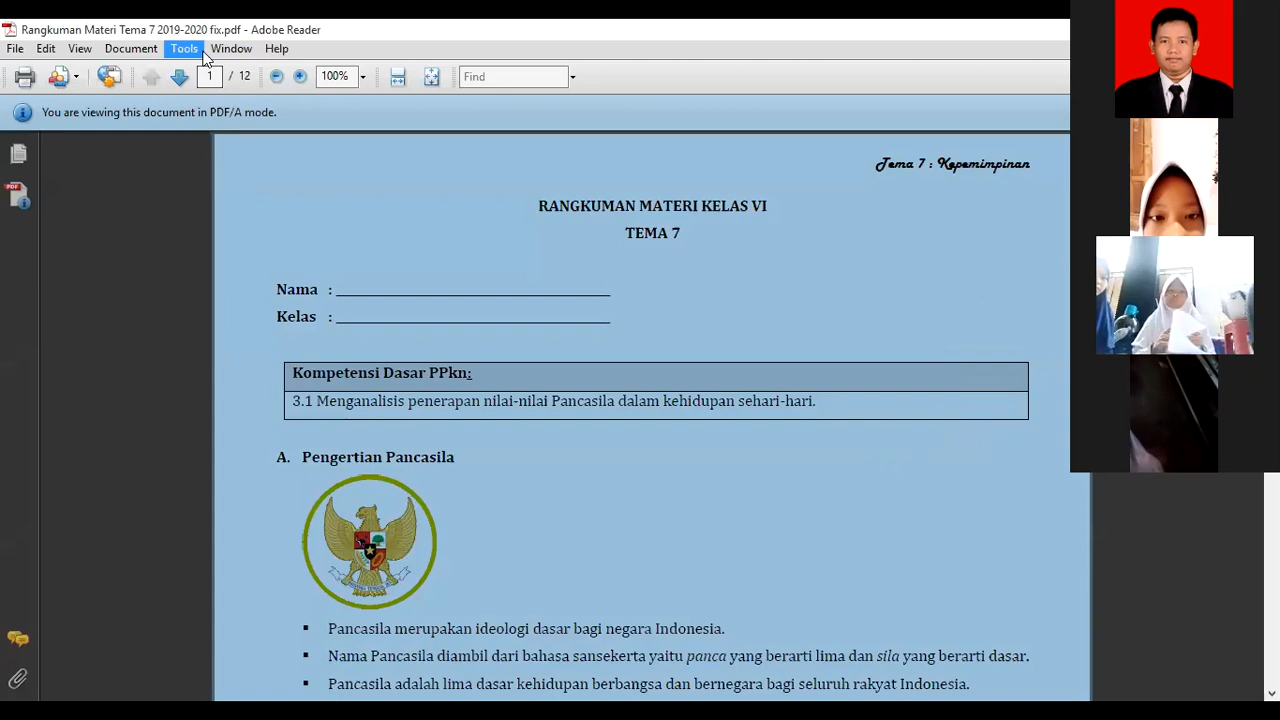 Rangkuman Materi Tema 7 2019-2020 fix.pdf - Adobe Reader
File Edit View Document Tools Window Help
1 / 12 100% Find
You are viewing this document in PDF/A mode.
Tema 7 : Kepemimpinan
RANGKUMAN MATERI KELAS VI
TEMA 7
Nama :
Kelas :
Kompetensi Dasar PPkn:
3.1 Menganalisis penerapan nilai-nilai Pancasila dalam kehidupan sehari-hari.
A. Pengertian Pancasila
▪ Pancasila merupakan ideologi dasar bagi negara Indonesia.
▪ Nama Pancasila diambil dari bahasa sansekerta yaitu panca yang berarti lima dan sila yang berarti dasar.
▪ Pancasila adalah lima dasar kehidupan berbangsa dan bernegara bagi seluruh rakyat Indonesia.